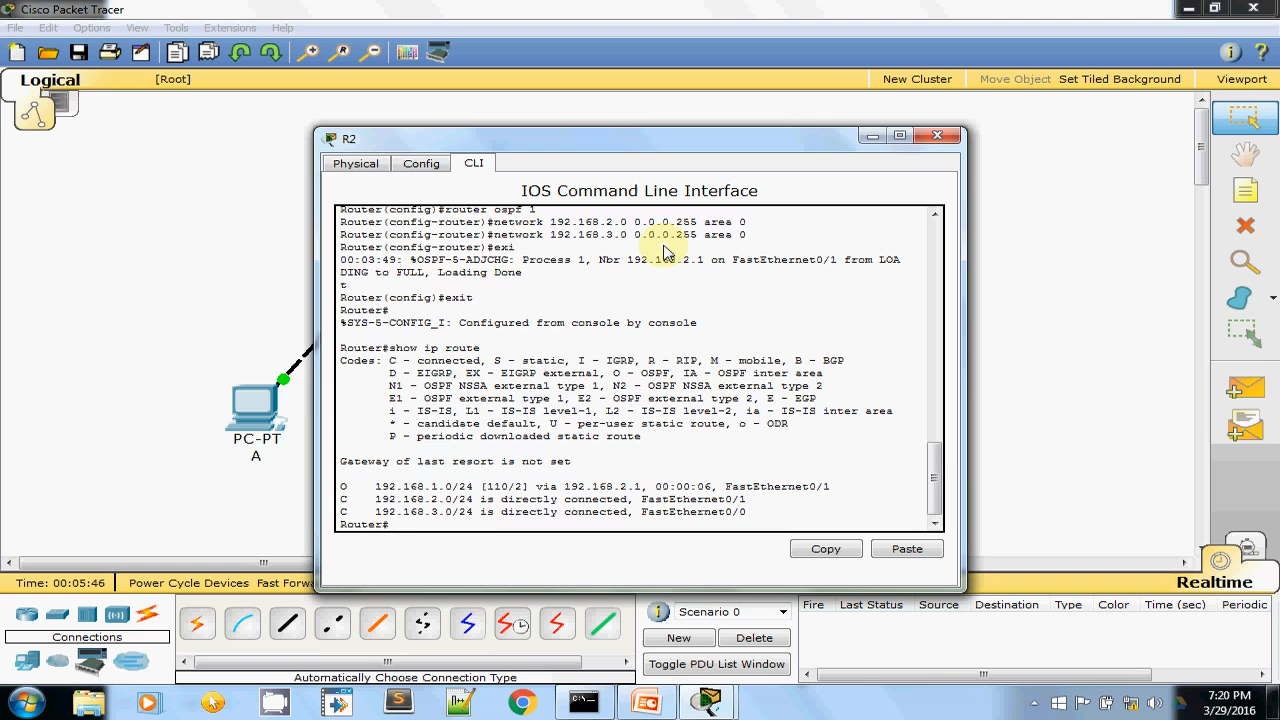 Cisco Packet Tracer
File Edit Options View Tools Extensions Help
Logical [Root] New Cluster Move Object Set Tiled Background Viewport
R2
Physical Config CLI
IOS Command Line Interface
Router(config)#router ospf 1
Router(config-router)#network 192.168.2.0 0.0.0.255 area 0
Router(config-router)#network 192.168.3.0 0.0.0.255 area 0
Router(config-router)#exi
00:03:49: %OSPF-5-ADJCHG: Process 1, Nbr 192.168.2.1 on FastEthernet0/1 from LOA
DING to FULL, Loading Done
t
Router(config)#exit
Router#
%SYS-5-CONFIG_I: Configured from console by console
Router#show ip route
Codes: C - connected, S - static, I - IGRP, R - RIP, M - mobile, B - BGP
D - EIGRP, EX - EIGRP external, O - OSPF, IA - OSPF inter area
N1 - OSPF NSSA external type 1, N2 - OSPF NSSA external type 2
E1 - OSPF external type 1, E2 - OSPF external type 2, E - EGP
i - IS-IS, L1 - IS-IS level-1, L2 - IS-IS level-2, ia - IS-IS inter area
* - candidate default, U - per-user static route, o - ODR
P - periodic downloaded static route
Gateway of last resort is not set
O 192.168.1.0/24 [110/2] via 192.168.2.1, 00:00:06, FastEthernet0/1
C 192.168.2.0/24 is directly connected, FastEthernet0/1
C 192.168.3.0/24 is directly connected, FastEthernet0/0
Router#
Copy Paste
PC-PT
A
Time: 00:05:46 Power Cycle Devices Fast Forw
Realtime
Scenario 0
Fire Last Status Source Destination Type Color Time (sec) Periodic
Connections
New Delete
Toggle PDU List Window
Automatically Choose Connection Type
7:20 PM
3/29/2016